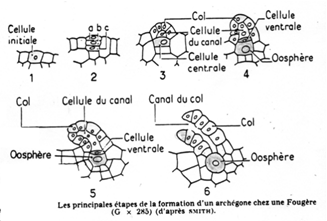 Cellule
initiale
1
a b c
2
Col
Cellule
du canal
Cellule
centrale
3
Cellule
ventrale
Oosphère
4
Col
Cellule du canal
Oosphère
Cellule
ventrale
5
Canal du col
Col
Oosphère
6
Les principales étapes de la formation d'un archégone chez une Fougère
(G × 285) (d'après SMITH).